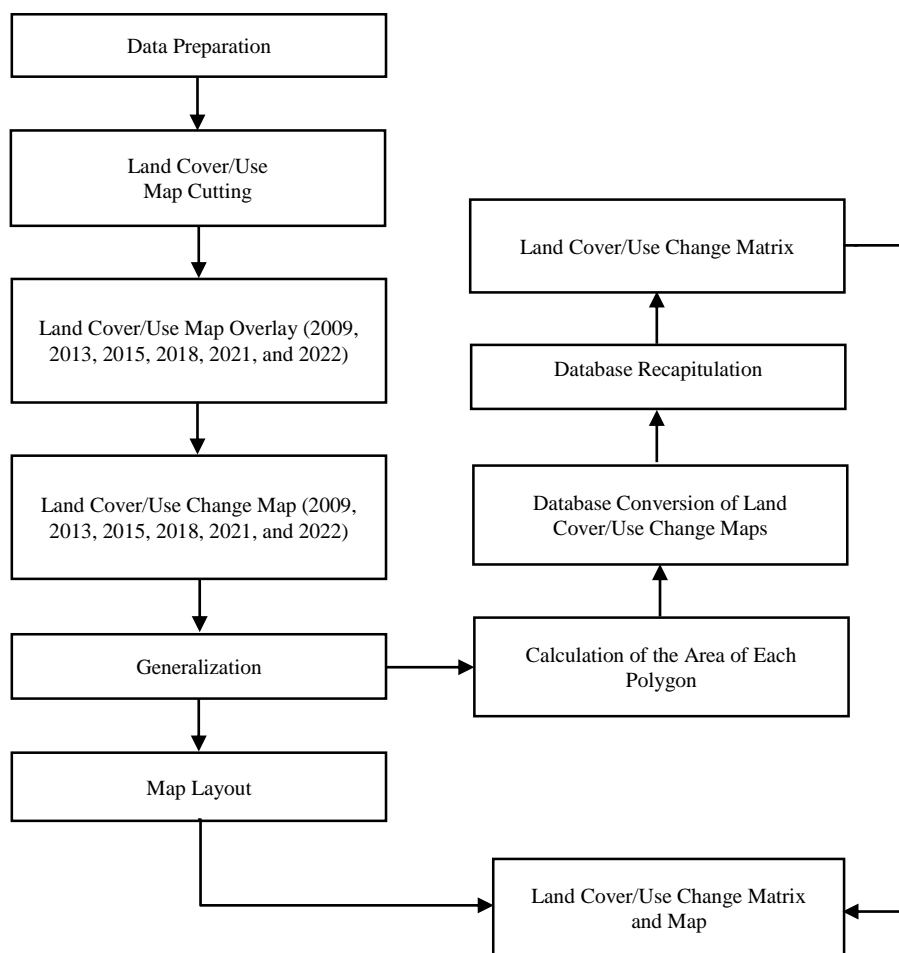 Data Preparation
Land Cover/Use
Map Cutting
Land Cover/Use Map Overlay (2009,
2013, 2015, 2018, 2021, and 2022)
Land Cover/Use Change Map (2009,
2013, 2015, 2018, 2021, and 2022)
Generalization
Map Layout
Land Cover/Use Change Matrix
Database Recapitulation
Database Conversion of Land
Cover/Use Change Maps
Calculation of the Area of Each
Polygon
Land Cover/Use Change Matrix
and Map